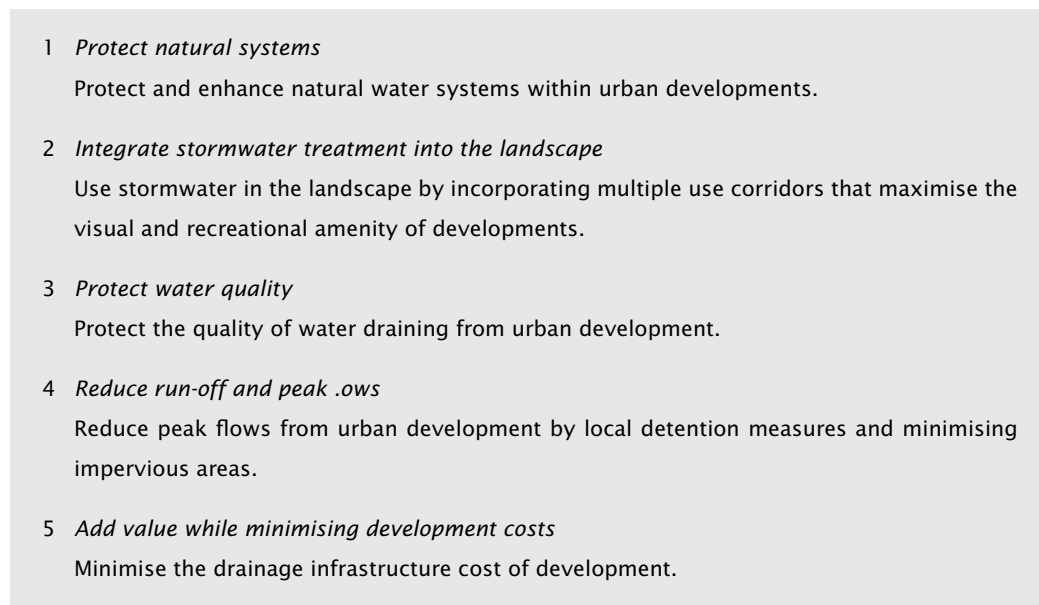 1 Protect natural systems
Protect and enhance natural water systems within urban developments.
2 Integrate stormwater treatment into the landscape
Use stormwater in the landscape by incorporating multiple use corridors that maximise the
visual and recreational amenity of developments.
3 Protect water quality
Protect the quality of water draining from urban development.
4 Reduce run-off and peak .ows
Reduce peak flows from urban development by local detention measures and minimising
impervious areas.
5 Add value while minimising development costs
Minimise the drainage infrastructure cost of development.